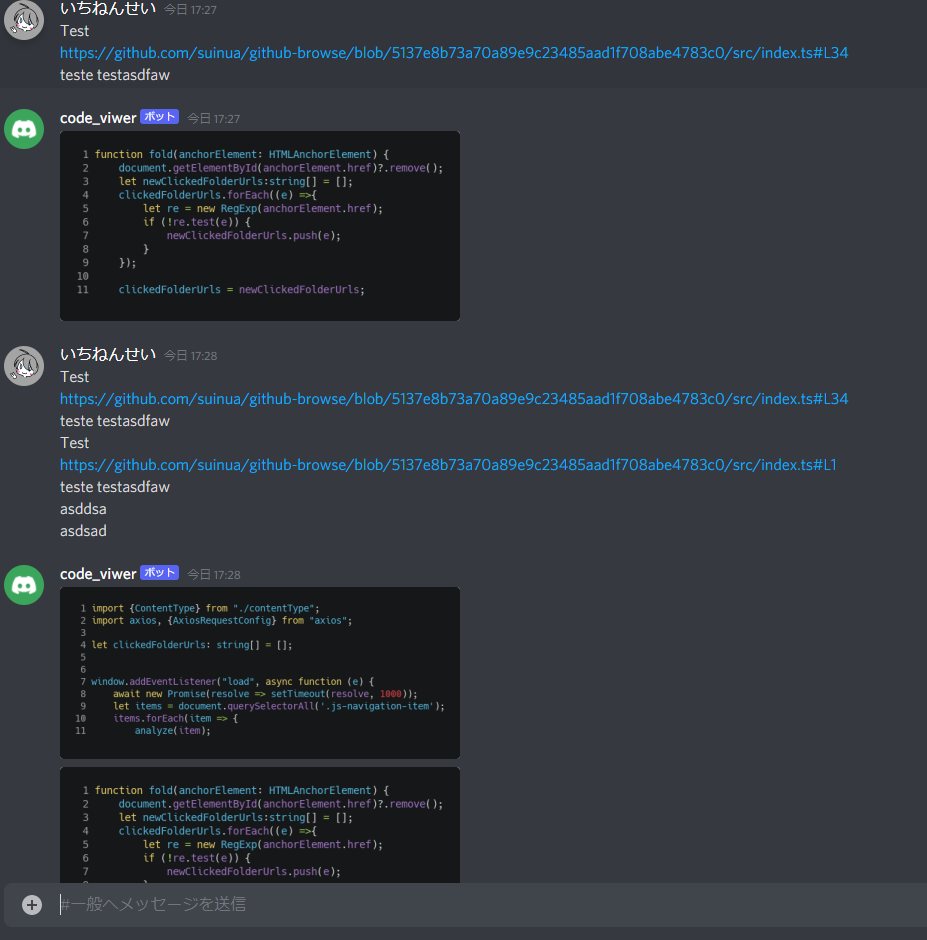 いちねんせい 今日 17:27
Test
https://github.com/suinua/github-browse/blob/5137e8b73a70a89e9c23485aad1f708abe4783c0/src/index.ts#L34
teste testasdfaw
code_viwer ボット 今日 17:27
1 function fold(anchorElement: HTMLAnchorElement) {
2     document.getElementById(anchorElement.href)?.remove();
3     let newClickedFolderUrls:string[] = [];
4     clickedFolderUrls.forEach((e) =>{
5         let re = new RegExp(anchorElement.href);
6         if (!re.test(e)) {
7             newClickedFolderUrls.push(e);
8         }
9     });
10
11     clickedFolderUrls = newClickedFolderUrls;
いちねんせい 今日 17:28
Test
https://github.com/suinua/github-browse/blob/5137e8b73a70a89e9c23485aad1f708abe4783c0/src/index.ts#L34
teste testasdfaw
Test
https://github.com/suinua/github-browse/blob/5137e8b73a70a89e9c23485aad1f708abe4783c0/src/index.ts#L1
teste testasdfaw
asddsa
asdsad
code_viwer ボット 今日 17:28
1 import {ContentType} from "./contentType";
2 import axios, {AxiosRequestConfig} from "axios";
3
4 let clickedFolderUrls: string[] = [];
5
6
7 window.addEventListener("load", async function (e) {
8     await new Promise(resolve => setTimeout(resolve, 1000));
9     let items = document.querySelectorAll('.js-navigation-item');
10     items.forEach(item => {
11         analyze(item);
1 function fold(anchorElement: HTMLAnchorElement) {
2     document.getElementById(anchorElement.href)?.remove();
3     let newClickedFolderUrls:string[] = [];
4     clickedFolderUrls.forEach((e) =>{
5         let re = new RegExp(anchorElement.href);
6         if (!re.test(e)) {
7             newClickedFolderUrls.push(e);
#一般へメッセージを送信